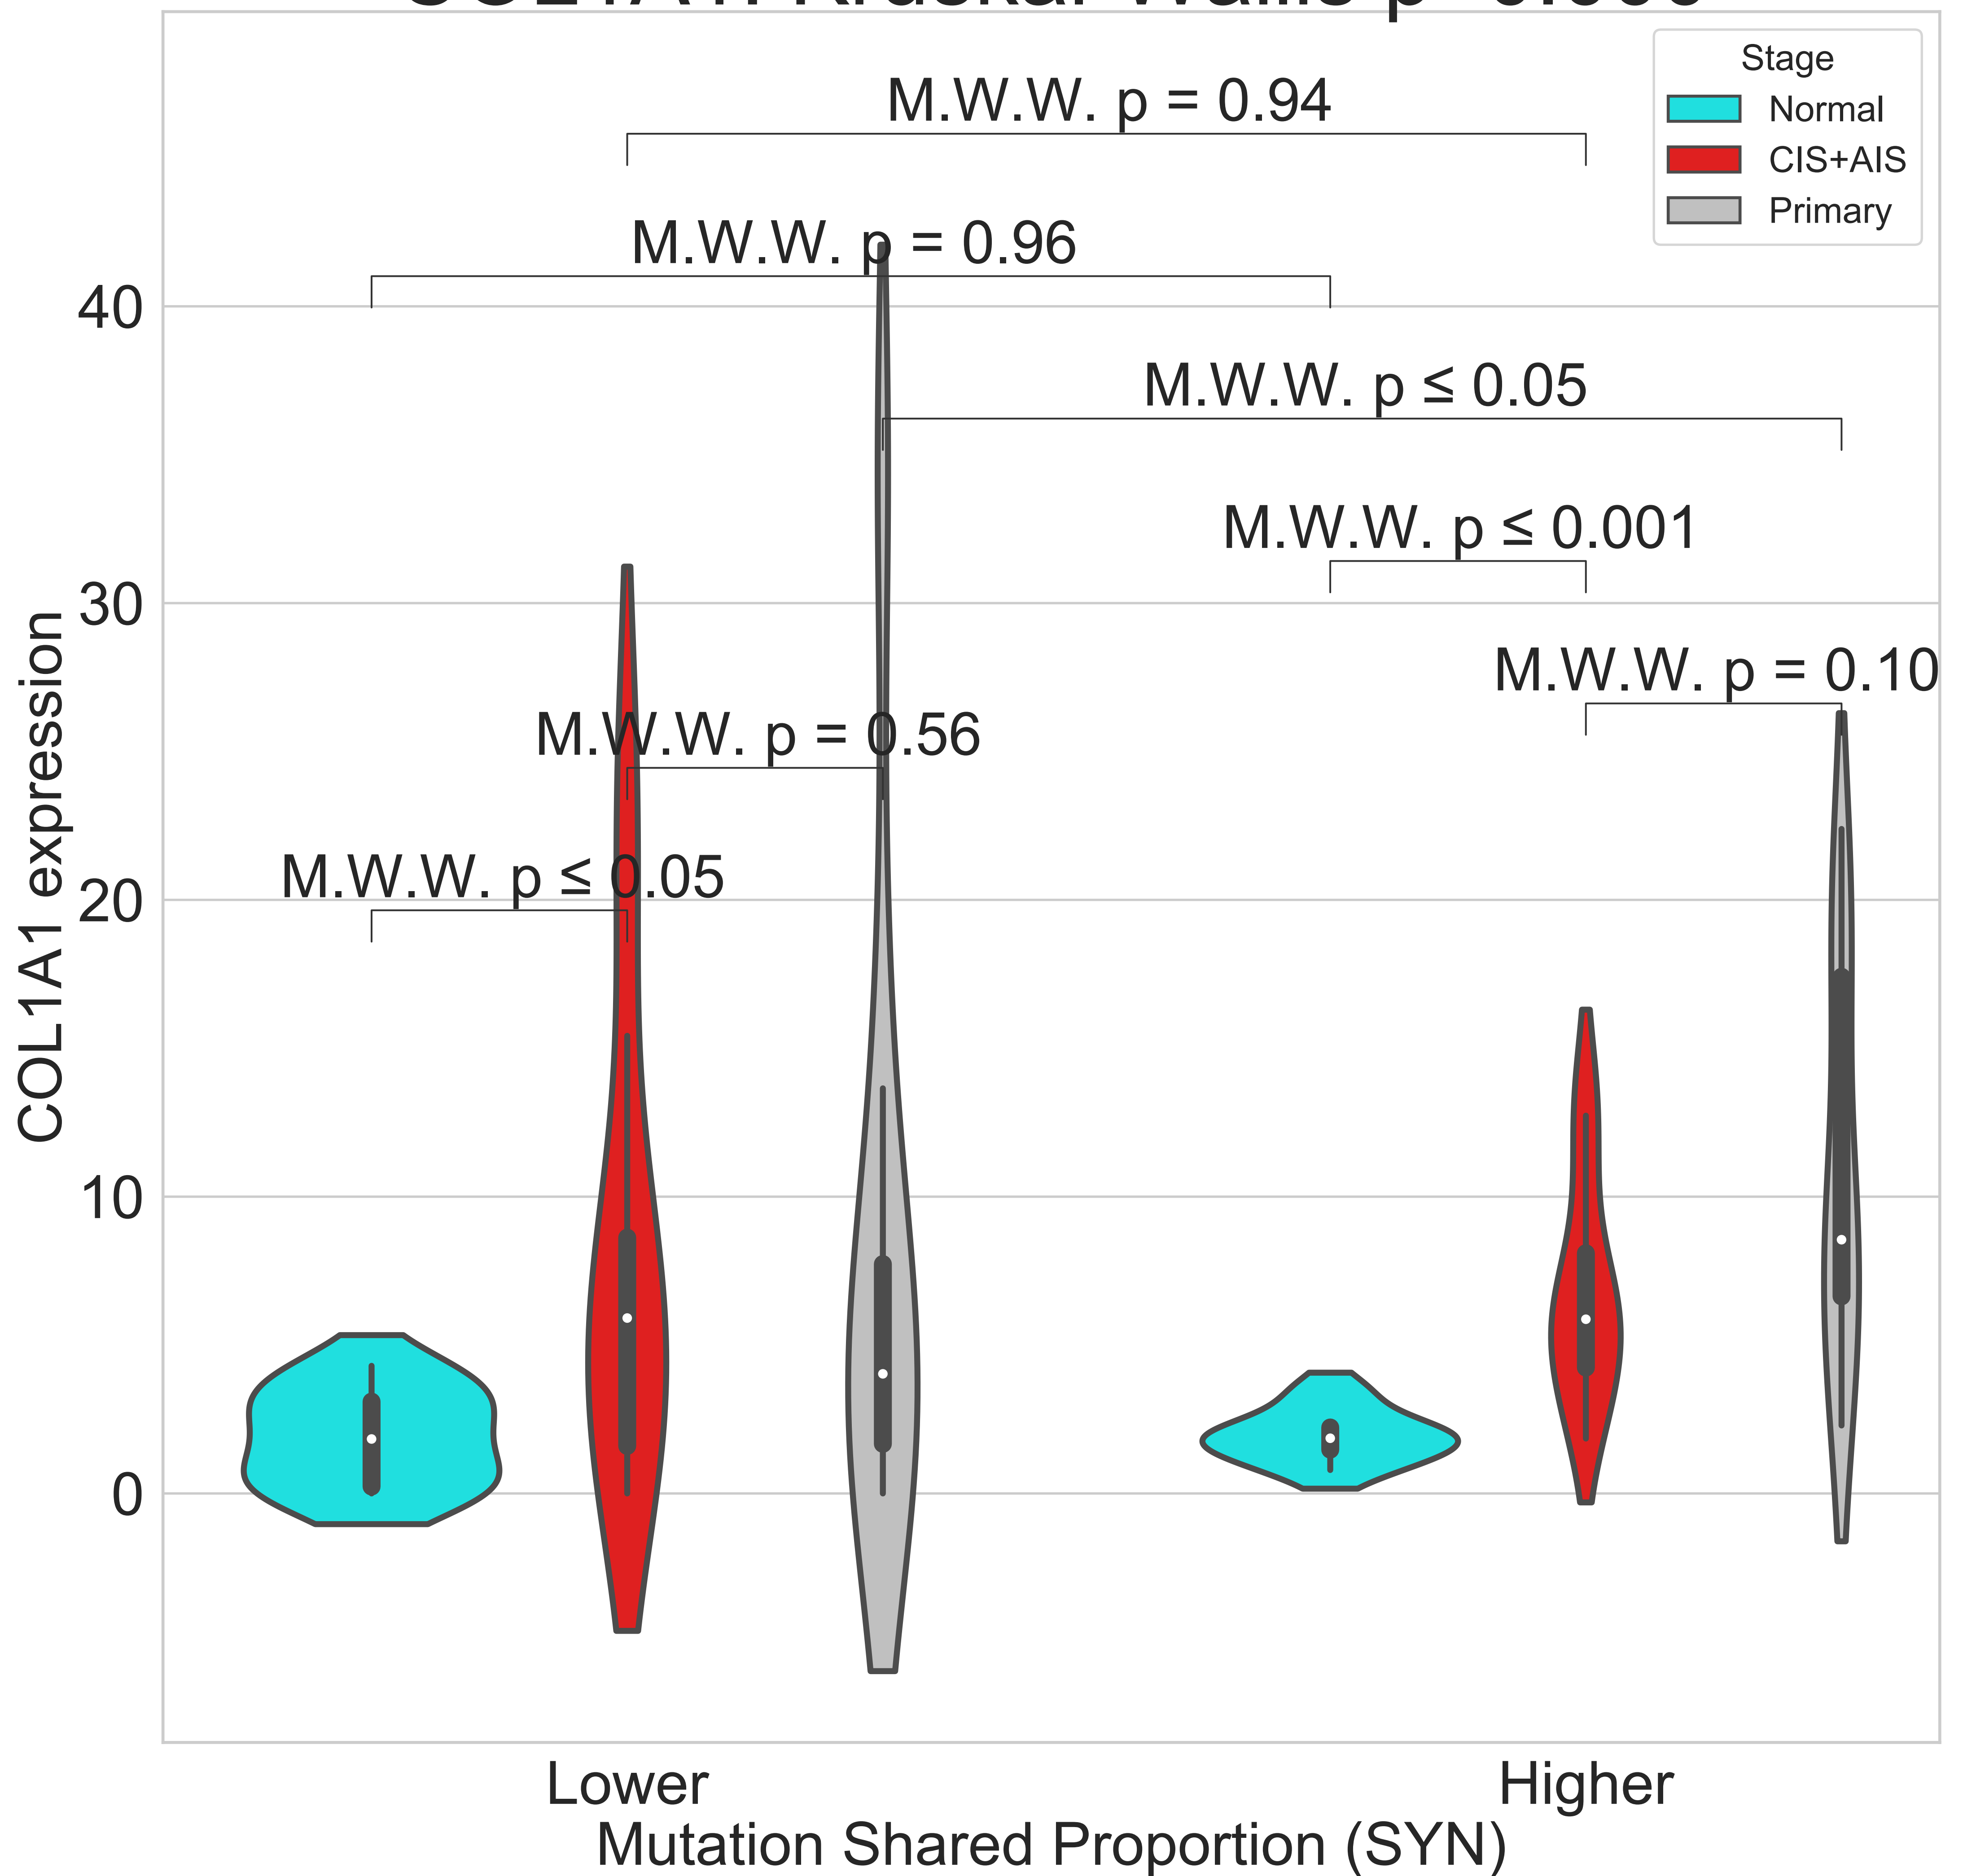 Stage
Normal
CIS+AIS
Primary
M.W.W. p = 0.94
M.W.W. p = 0.96
M.W.W. p ≤ 0.05
M.W.W. p ≤ 0.001
M.W.W. p = 0.10
M.W.W. p = 0.56
M.W.W. p ≤ 0.05
40
30
20
10
0
COL1A1 expression
Lower
Higher
Mutation Shared Proportion (SYN)